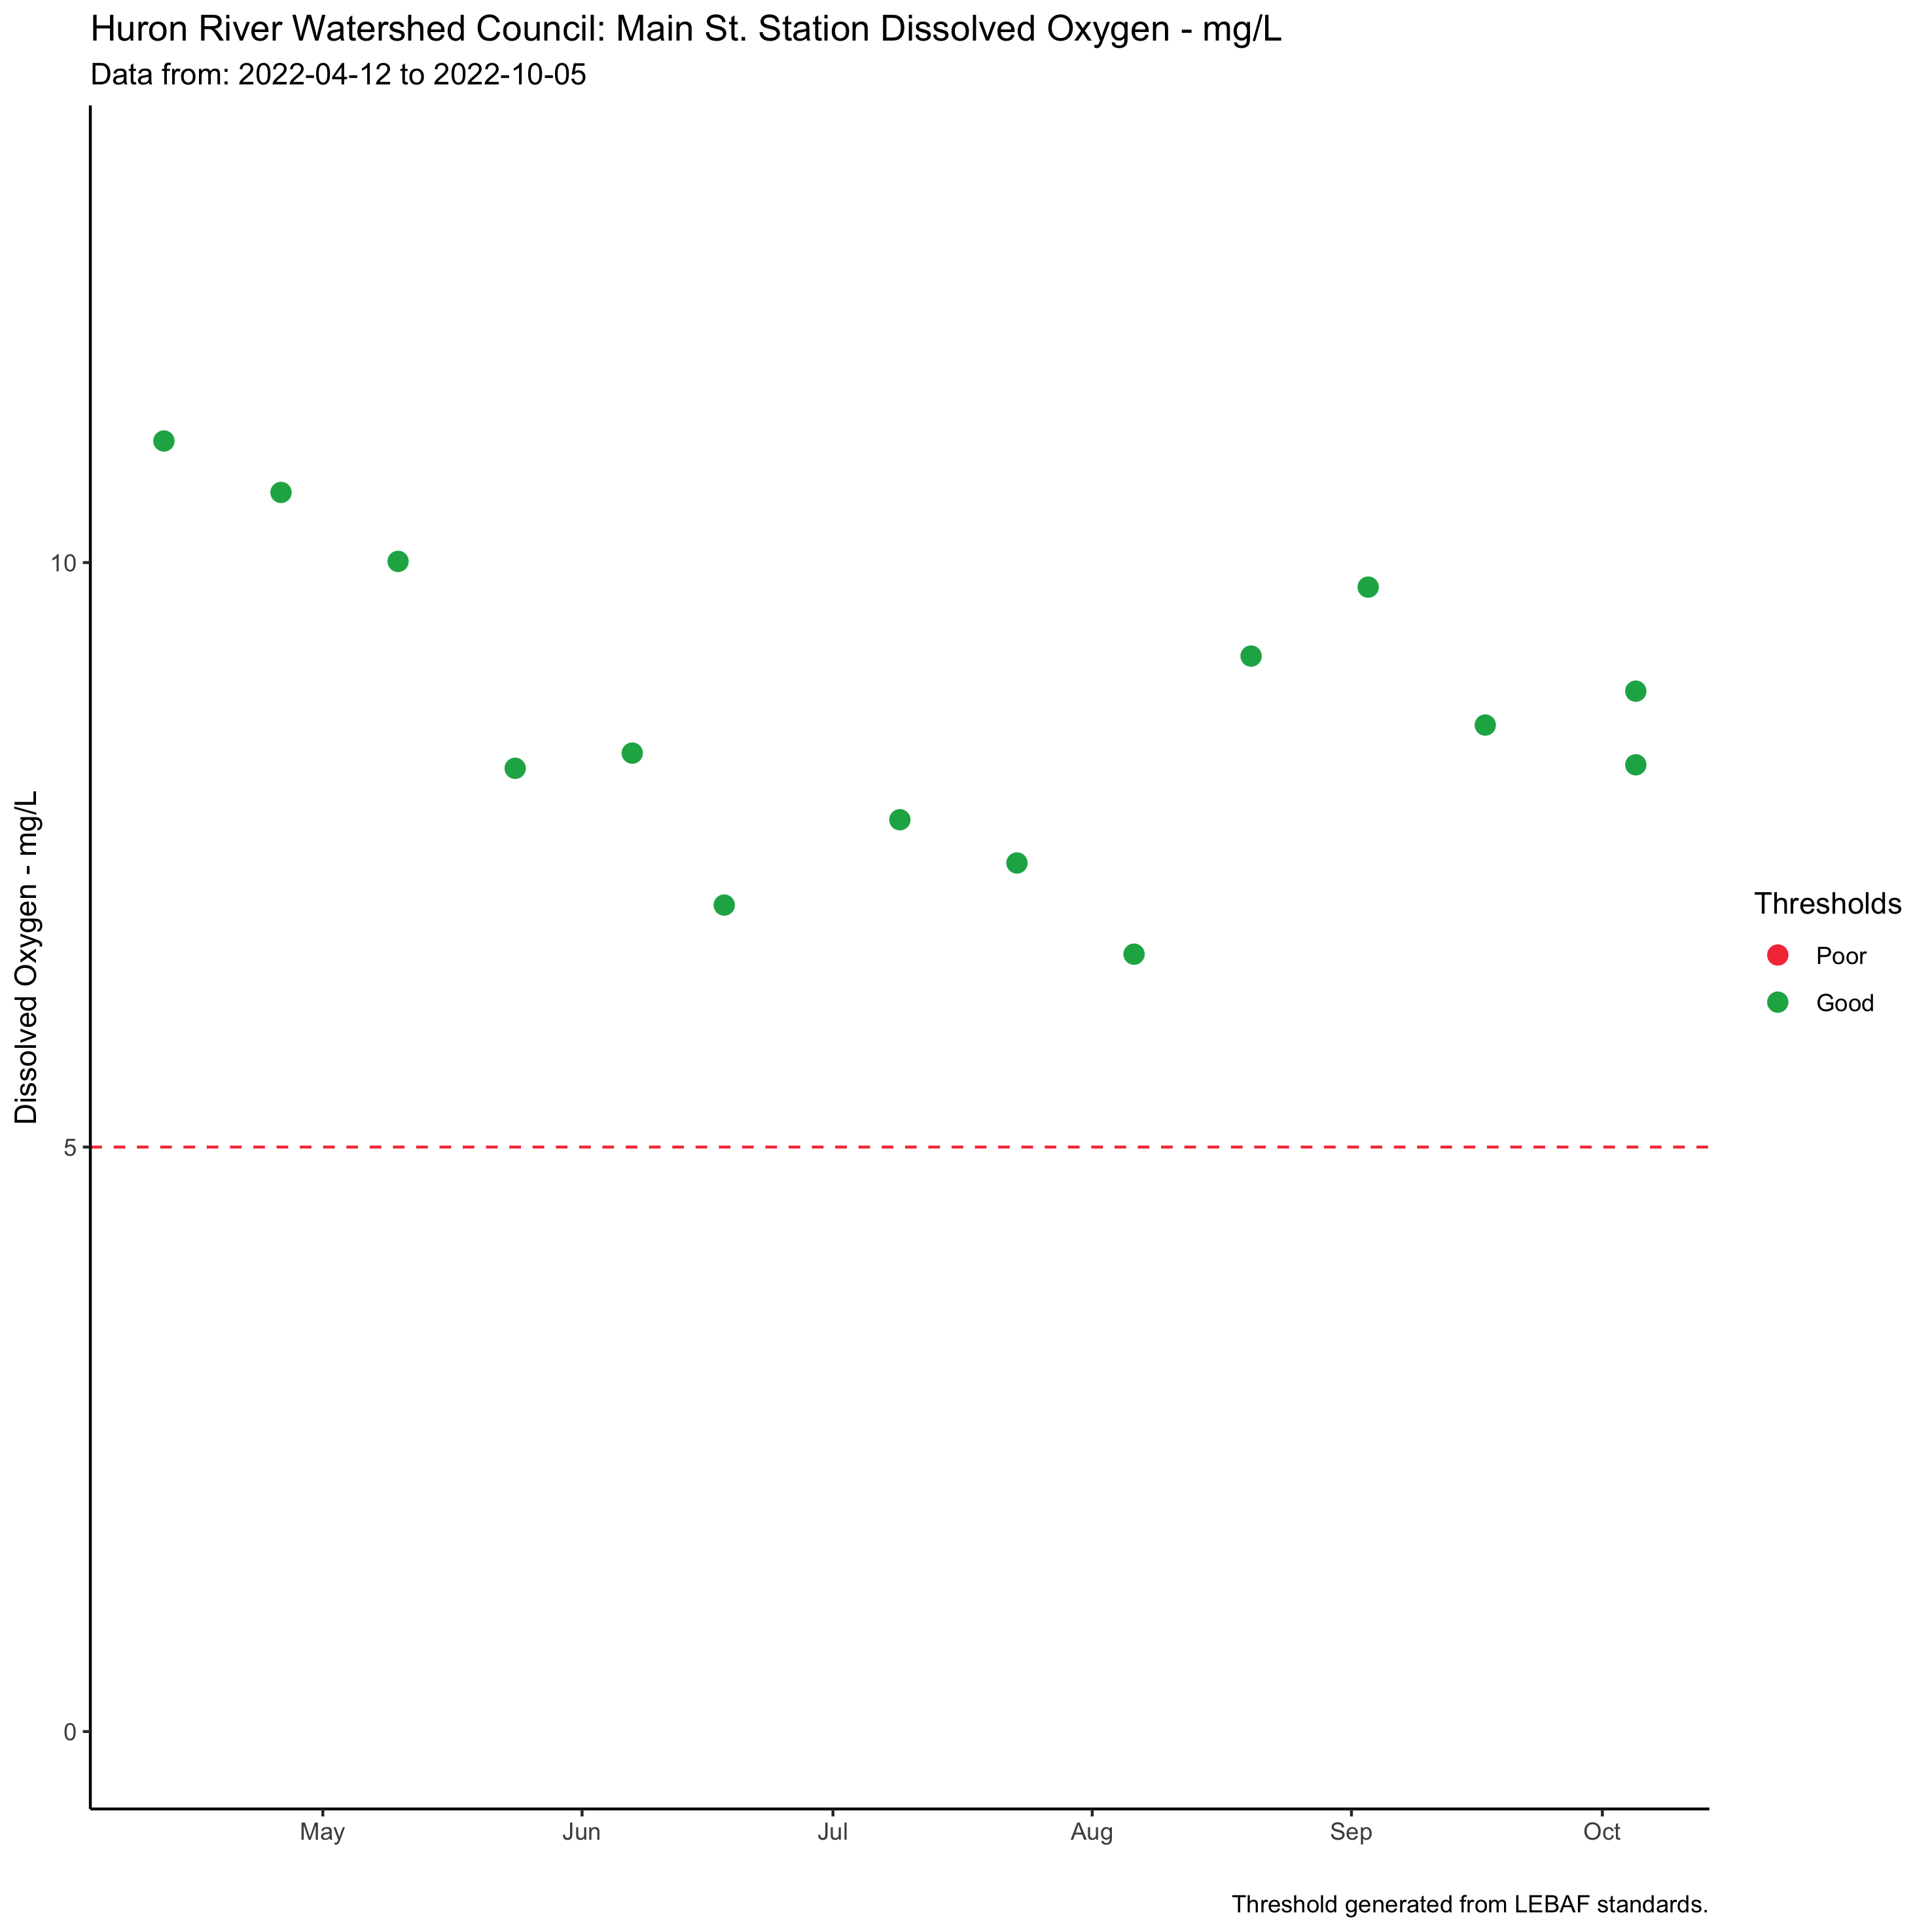 Huron River Watershed Council: Main St. Station Dissolved Oxygen - mg/L
Data from: 2022-04-12 to 2022-10-05
Dissolved Oxygen - mg/L
10
5
0
May
Jun
Jul
Aug
Sep
Oct
Thresholds
Poor
Good
Threshold generated from LEBAF standards.